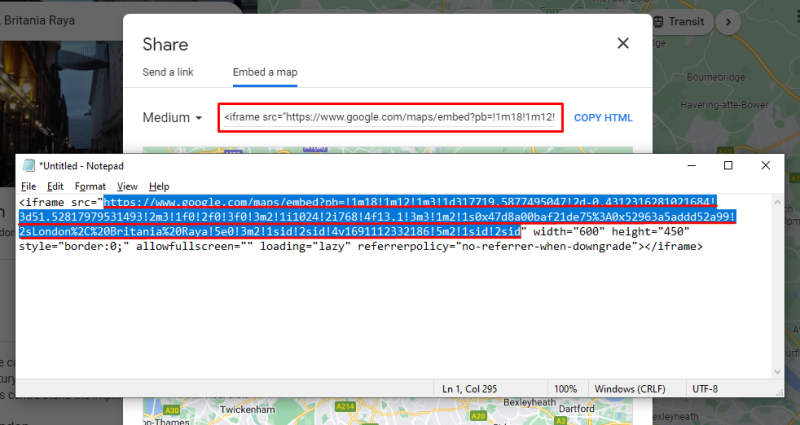 , Britania Raya
Share
Transit
Bournebridge
Havering-atte-Bower
Send a link
Embed a map
Medium
<iframe src="https://www.google.com/maps/embed?pb=!1m18!1m12!
COPY HTML
*Untitled - Notepad
File Edit Format View Help
<iframe src="https://www.google.com/maps/embed?pb=!1m18!1m12!1m3!1d317719.5877495047!2d-0.4312316281021684!
3d51.52817979531493!2m3!1f0!2f0!3f0!3m2!1i1024!2i768!4f13.1!3m3!1m2!1s0x47d8a00baf21de75%3A0x52963a5addd52a99!
2sLondon%2C%20Britania%20Raya!5e0!3m2!1sid!2sid!4v1691112332186!5m2!1sid!2sid" width="600" height="450"
style="border:0;" allowfullscreen="" loading="lazy" referrerpolicy="no-referrer-when-downgrade"></iframe>
Ln 1, Col 295
100%
Windows (CRLF)
UTF-8
A30
Twickenham
A214
A20
Bexleyheath
Dartford
on-Thames
A2
Bexleyheath